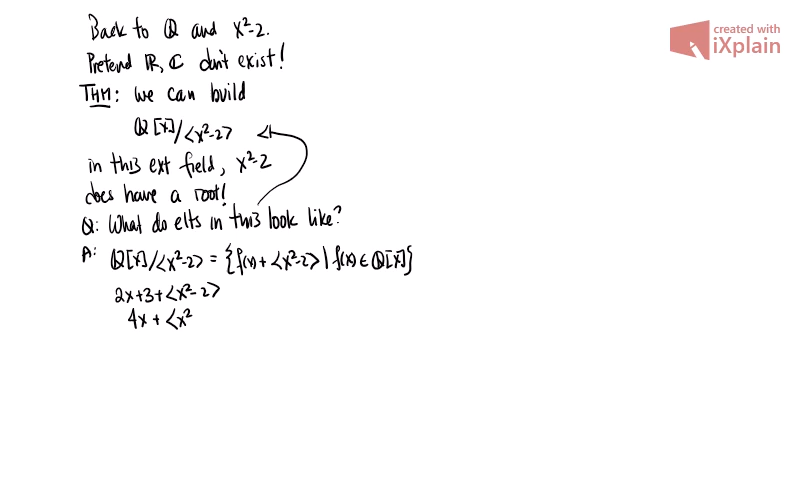 Back to ℚ and x²-2.
Pretend ℝ, ℂ don't exist!
THM: We can build
ℚ[x]/<x²-2>
in this ext field, x²-2
does have a root!
Q: What do elts in this look like?
A: ℚ[x]/<x²-2> = {f(x) + <x²-2> | f(x) ∈ ℚ[x]}
2x+3+<x²-2>
4x + <x²
created with
iXplain